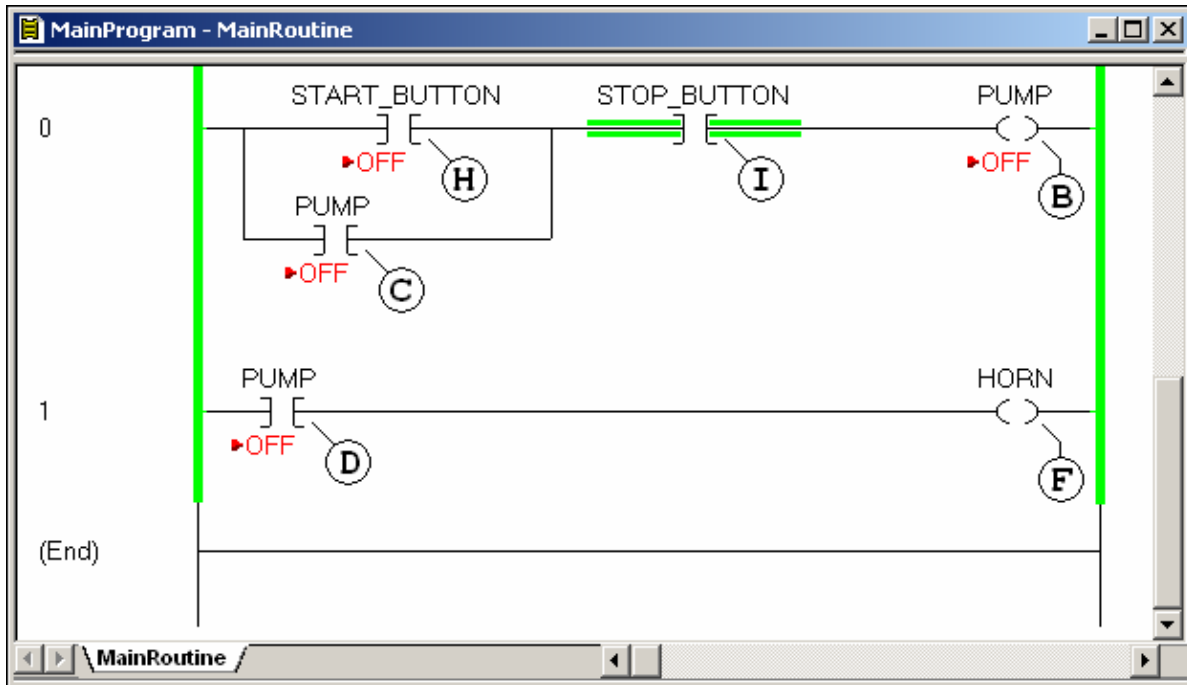 MainProgram - MainRoutine
START_BUTTON STOP_BUTTON PUMP
0
►OFF H I ►OFF B
PUMP
►OFF C
PUMP HORN
1
►OFF D F
(End)
MainRoutine